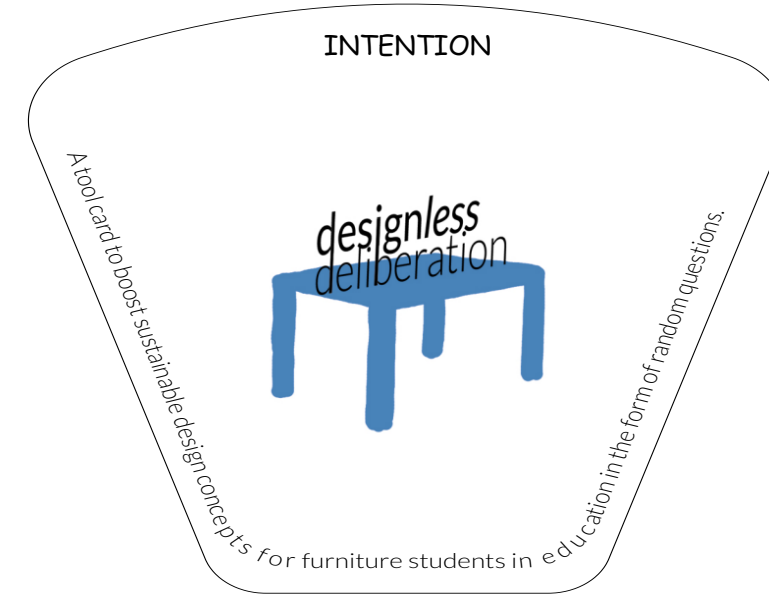 INTENTION
designless
deliberation
A tool card to boost sustainable design concepts for furniture students in education in the form of random questions.